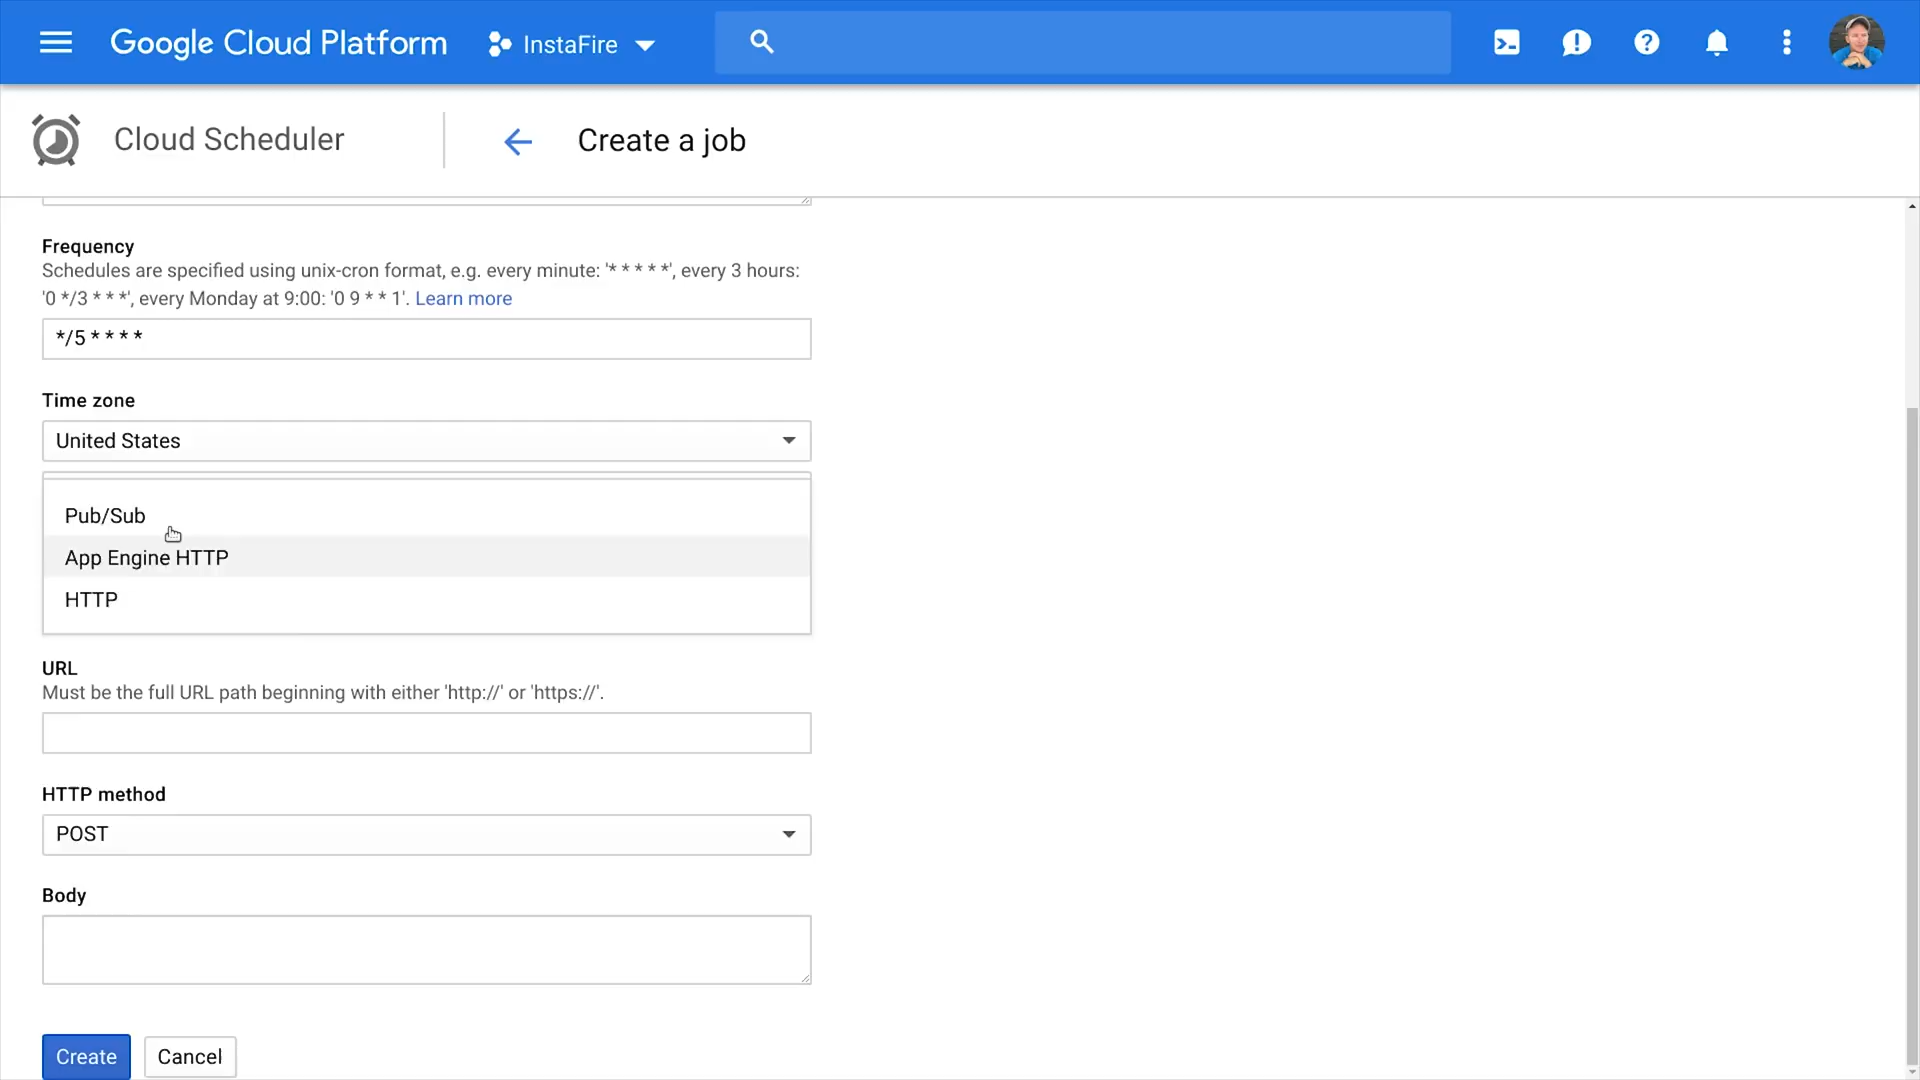 Google Cloud Platform
InstaFire
Cloud Scheduler
Create a job
Frequency
Schedules are specified using unix-cron format, e.g. every minute: '* * * * *', every 3 hours:
'0 */3 * * *', every Monday at 9:00: '0 9 * * 1'. Learn more
*/5 * * * *
Time zone
United States
Pub/Sub
App Engine HTTP
HTTP
URL
Must be the full URL path beginning with either 'http://' or 'https://'.
HTTP method
POST
Body
Create
Cancel